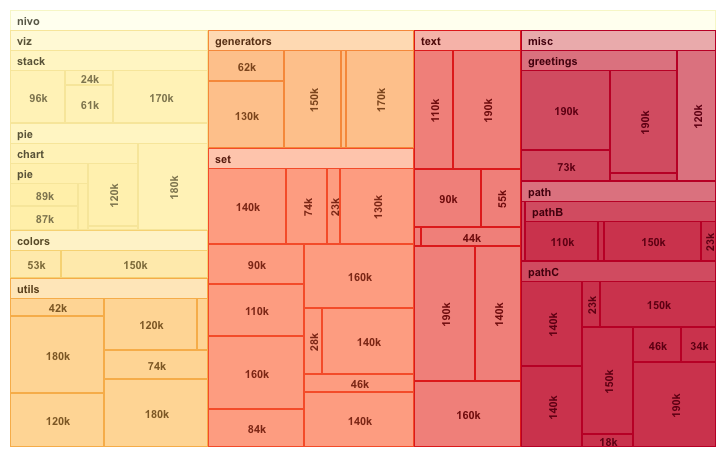 nivo
viz
stack
96k
24k
61k
170k
pie
chart
pie
89k
87k
120k
180k
colors
53k
150k
utils
42k
180k
120k
120k
74k
180k
generators
62k
130k
150k
170k
set
140k
74k
23k
130k
90k
110k
160k
84k
160k
28k
140k
46k
140k
text
110k
190k
90k
55k
44k
190k
140k
160k
misc
greetings
190k
73k
190k
120k
path
pathB
110k
150k
23k
pathC
140k
140k
23k
150k
150k
18k
46k
34k
190k